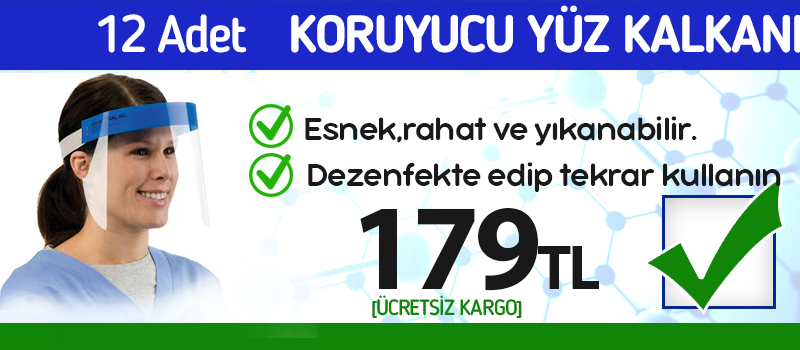 12 Adet KORUYUCU YÜZ KALKANI
Esnek,rahat ve yıkanabilir.
Dezenfekte edip tekrar kullanın
179TL
[ÜCRETSİZ KARGO]